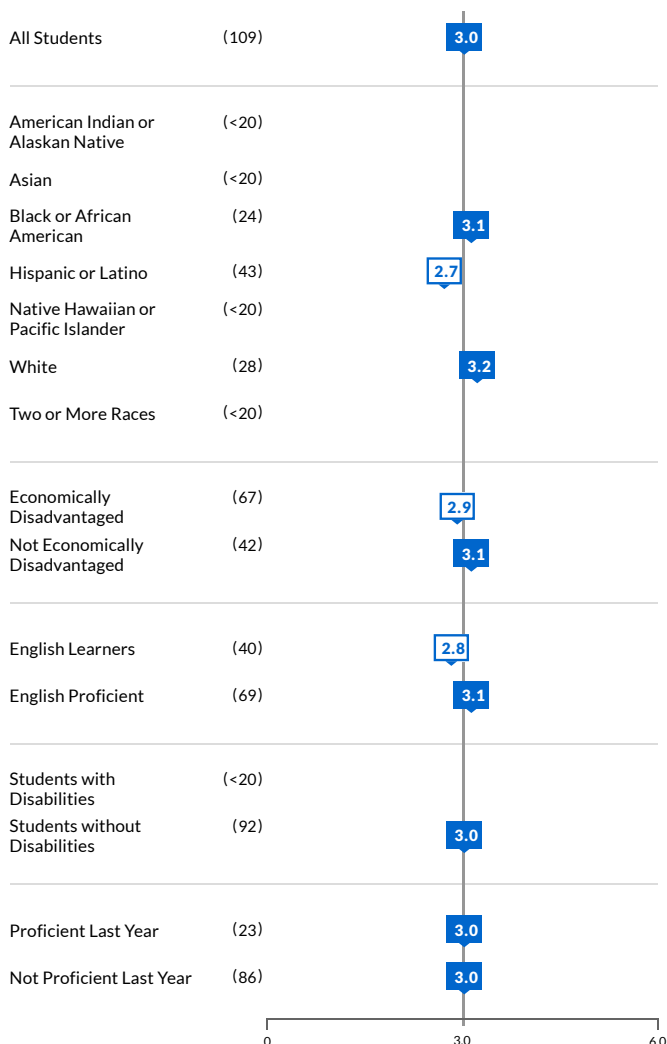 All Students (109) 3.0
American Indian or (<20)
Alaskan Native
Asian (<20)
Black or African (24) 3.1
American
Hispanic or Latino (43) 2.7
Native Hawaiian or (<20)
Pacific Islander
White (28) 3.2
Two or More Races (<20)
Economically (67) 2.9
Disadvantaged
Not Economically (42) 3.1
Disadvantaged
English Learners (40) 2.8
English Proficient (69) 3.1
Students with (<20)
Disabilities
Students without (92) 3.0
Disabilities
Proficient Last Year (23) 3.0
Not Proficient Last Year (86) 3.0
0 3.0 6.0